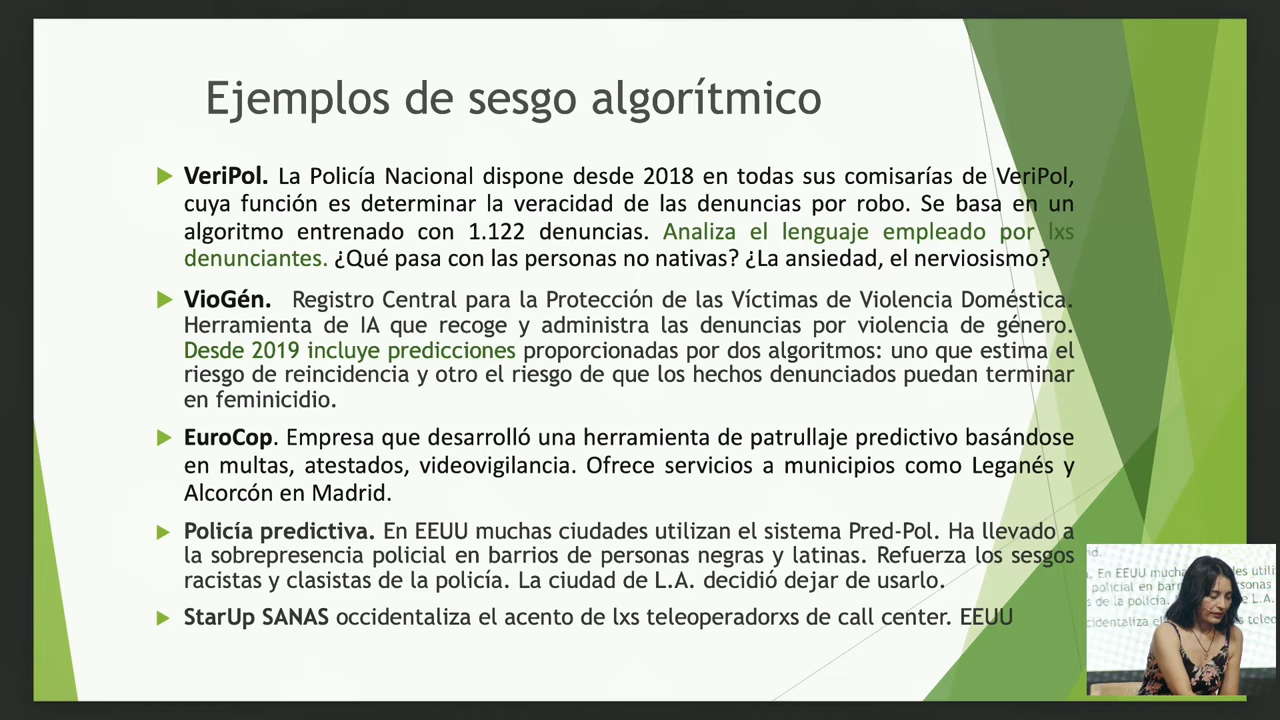 Ejemplos de sesgo algorítmico
VeriPol. La Policía Nacional dispone desde 2018 en todas sus comisarías de VeriPol,
cuya función es determinar la veracidad de las denuncias por robo. Se basa en un
algoritmo entrenado con 1.122 denuncias. Analiza el lenguaje empleado por lxs
denunciantes. ¿Qué pasa con las personas no nativas? ¿La ansiedad, el nerviosismo?
VioGén. Registro Central para la Protección de las Víctimas de Violencia Doméstica.
Herramienta de IA que recoge y administra las denuncias por violencia de género.
Desde 2019 incluye predicciones proporcionadas por dos algoritmos: uno que estima el
riesgo de reincidencia y otro el riesgo de que los hechos denunciados puedan terminar
en feminicidio.
EuroCop. Empresa que desarrolló una herramienta de patrullaje predictivo basándose
en multas, atestados, videovigilancia. Ofrece servicios a municipios como Leganés y
Alcorcón en Madrid.
Policía predictiva. En EEUU muchas ciudades utilizan el sistema Pred-Pol. Ha llevado a
la sobrepresencia policial en barrios de personas negras y latinas. Refuerza los sesgos
racistas y clasistas de la policía. La ciudad de L.A. decidió dejar de usarlo.
StarUp SANAS occidentaliza el acento de lxs teleoperadorxs de call center. EEUU